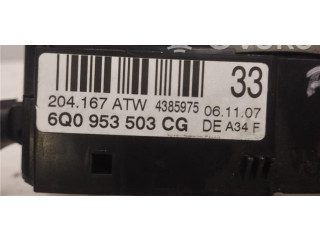 33
204.167 ATW 4385975 06.11.07
6Q0 953 503 CG DE A34 F